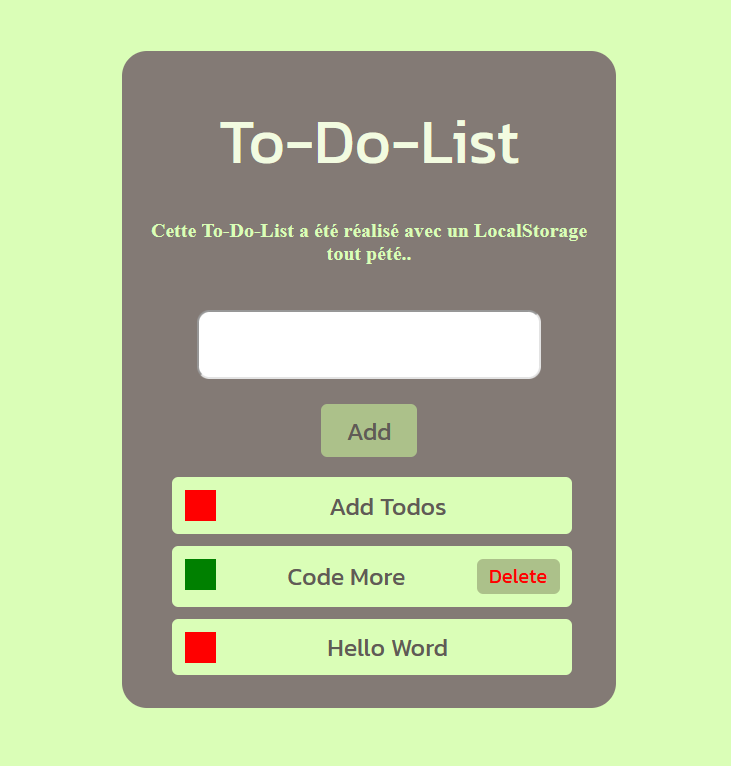 To-Do-List
Cette To-Do-List a été réalisé avec un LocalStorage
tout pété..
Add
Add Todos
Code More
Delete
Hello Word